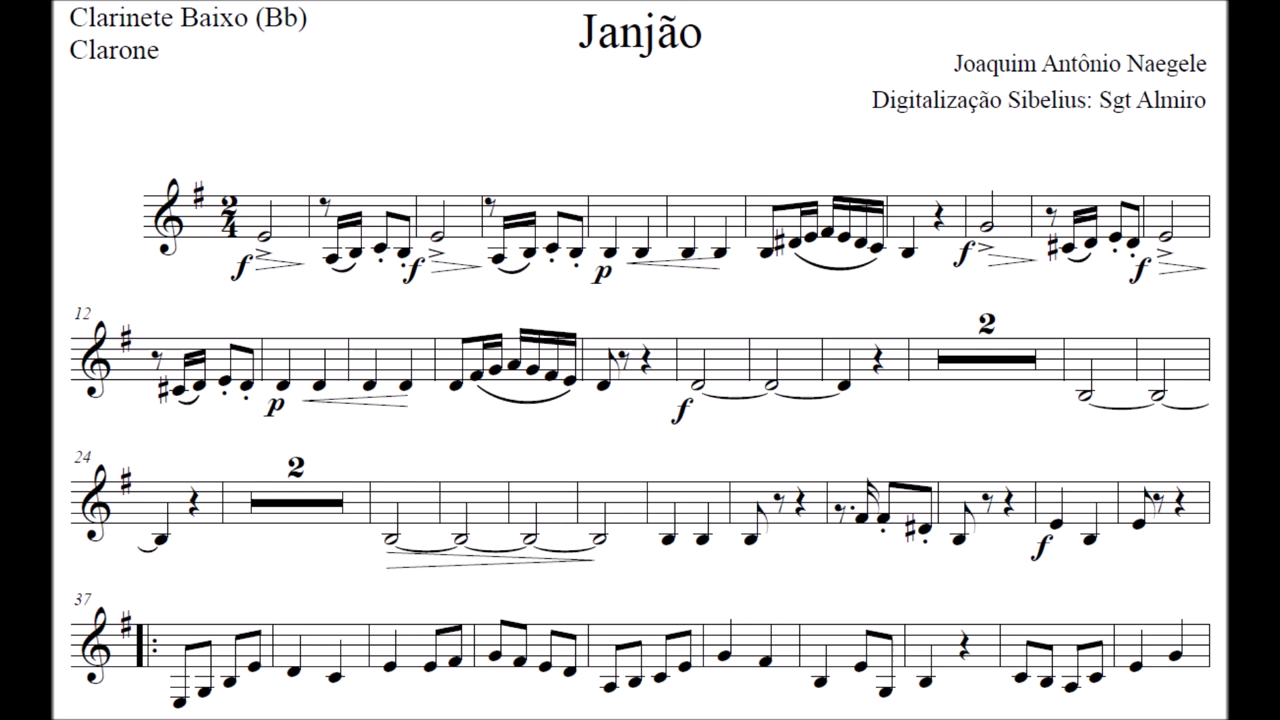 Clarinete Baixo (Bb)
Clarone
Janjão
Joaquim Antônio Naegele
Digitalização Sibelius: Sgt Almiro
2
4
f
f
p
f
f
12
p
f
2
24
2
f
37